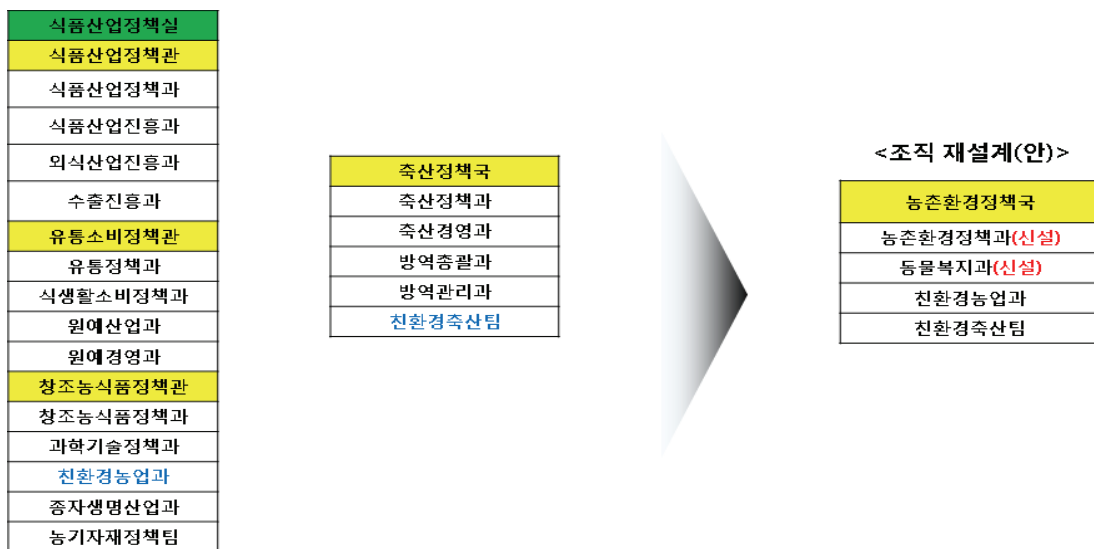 식품산업정책실
식품산업정책관
식품산업정책과
식품산업진흥과
외식산업진흥과
수출진흥과
유통소비정책관
유통정책과
식생활소비정책과
원예산업과
원예경영과
창조농식품정책관
창조농식품정책과
과학기술정책과
친환경농업과
종자생명산업과
농기자재정책팀
축산정책국
축산정책과
축산경영과
방역총괄과
방역관리과
친환경축산팀
<조직 재설계(안)>
농촌환경정책국
농촌환경정책과(신설)
동물복지과(신설)
친환경농업과
친환경축산팀